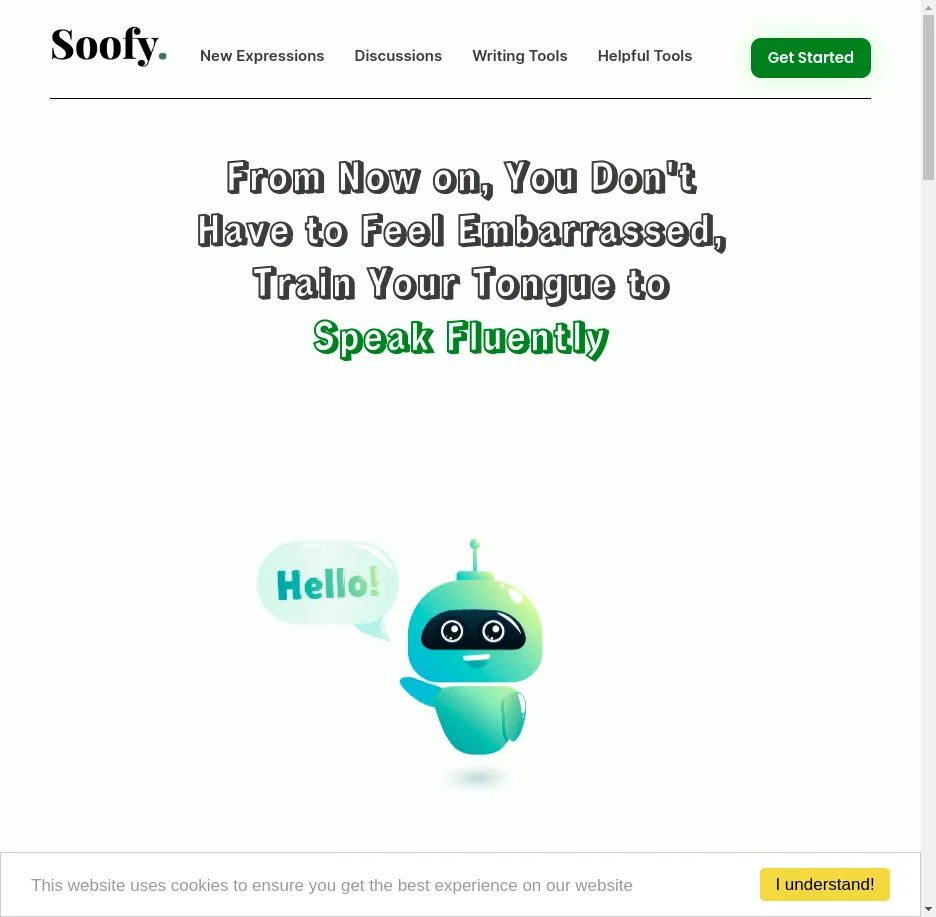 Soofy.
New Expressions
Discussions
Writing Tools
Helpful Tools
Get Started
From Now on, You Don't
Have to Feel Embarrassed,
Train Your Tongue to
Speak Fluently
Hello!
This website uses cookies to ensure you get the best experience on our website
I understand!